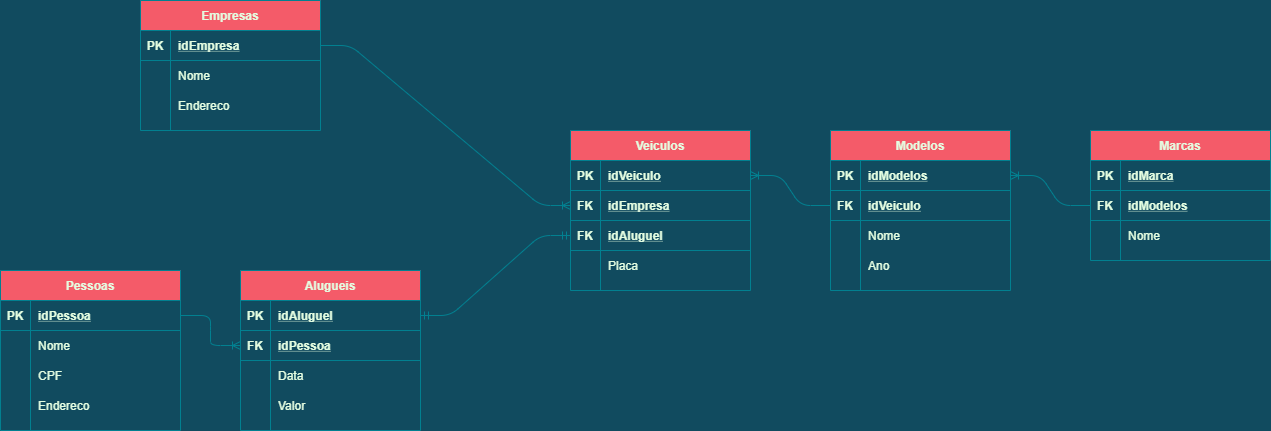 Empresas
PK idEmpresa
Nome
Endereco
Veiculos
PK idVeiculo
FK idEmpresa
FK idAluguel
Placa
Modelos
PK idModelos
FK idVeiculo
Nome
Ano
Marcas
PK idMarca
FK idModelos
Nome
Pessoas
PK idPessoa
Nome
CPF
Endereco
Alugueis
PK idAluguel
FK idPessoa
Data
Valor